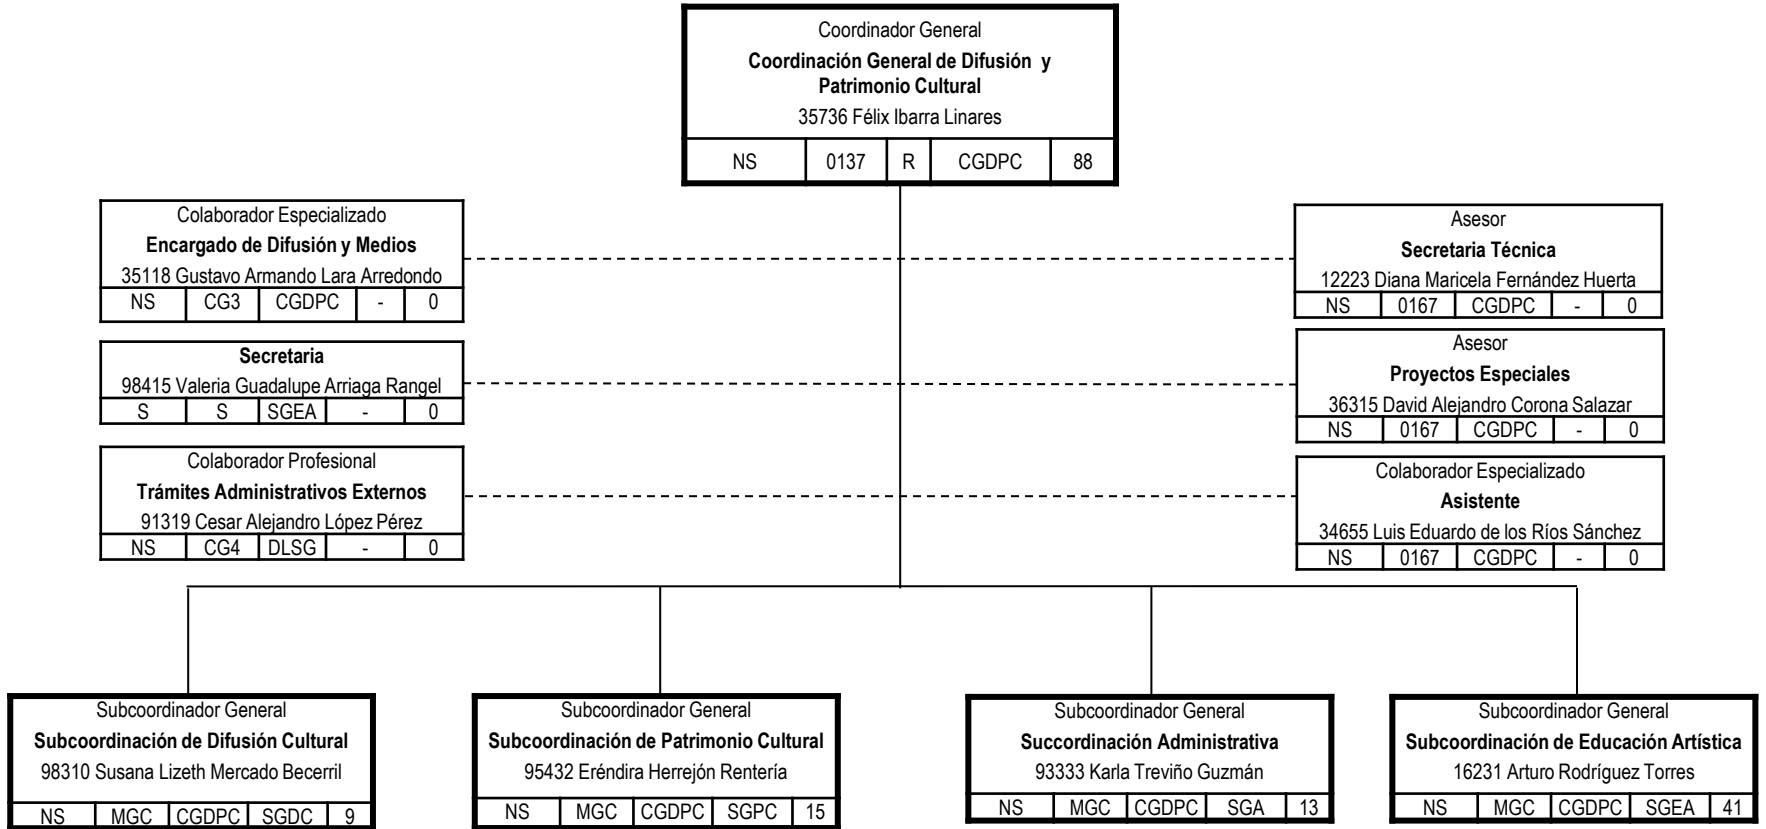 Coordinador General
Coordinación General de Difusión y
Patrimonio Cultural
35736 Félix Ibarra Linares
NS 0137 R CGDPC 88
Colaborador Especializado
Encargado de Difusión y Medios
35118 Gustavo Armando Lara Arredondo
NS CG3 CGDPC - 0
Secretaria
98415 Valeria Guadalupe Arriaga Rangel
S S SGEA - 0
Colaborador Profesional
Trámites Administrativos Externos
91319 Cesar Alejandro López Pérez
NS CG4 DLSG - 0
Asesor
Secretaria Técnica
12223 Diana Maricela Fernández Huerta
NS 0167 CGDPC - 0
Asesor
Proyectos Especiales
36315 David Alejandro Corona Salazar
NS 0167 CGDPC - 0
Colaborador Especializado
Asistente
34655 Luis Eduardo de los Ríos Sánchez
NS 0167 CGDPC - 0
Subcoordinador General
Subcoordinación de Difusión Cultural
98310 Susana Lizeth Mercado Becerril
NS MGC CGDPC SGDC 9
Subcoordinador General
Subcoordinación de Patrimonio Cultural
95432 Eréndira Herrejón Rentería
NS MGC CGDPC SGPC 15
Subcoordinador General
Succordinación Administrativa
93333 Karla Treviño Guzmán
NS MGC CGDPC SGA 13
Subcoordinador General
Subcoordinación de Educación Artística
16231 Arturo Rodríguez Torres
NS MGC CGDPC SGEA 41